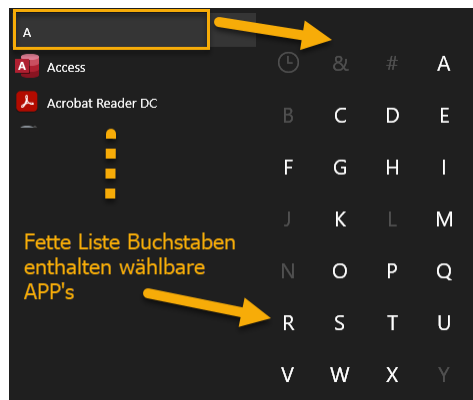 A
Access
Acrobat Reader DC
Fette Liste Buchstaben
enthalten wählbare
APP's
& # A
B C D E
F G H I
J K L M
N O P Q
R S T U
V W X Y